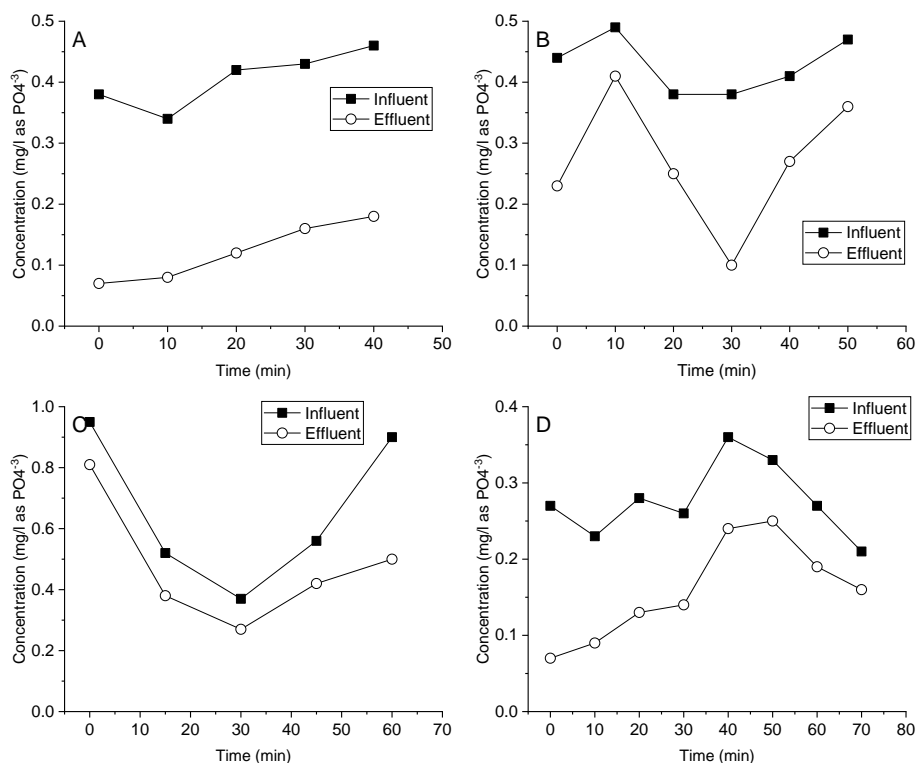 A
Influent
Effluent
Concentration (mg/l as PO4⁻³)
0.5
0.4
0.3
0.2
0.1
0.0
0 10 20 30 40 50
Time (min)
B
Influent
Effluent
Concentration (mg/l as PO4⁻³)
0.5
0.4
0.3
0.2
0.1
0.0
0 10 20 30 40 50 60
Time (min)
C
Influent
Effluent
Concentration (mg/l as PO4⁻³)
1.0
0.8
0.6
0.4
0.2
0.0
0 10 20 30 40 50 60 70
Time (min)
D
Influent
Effluent
Concentration (mg/l as PO4⁻³)
0.4
0.3
0.2
0.1
0.0
0 10 20 30 40 50 60 70 80
Time (min)